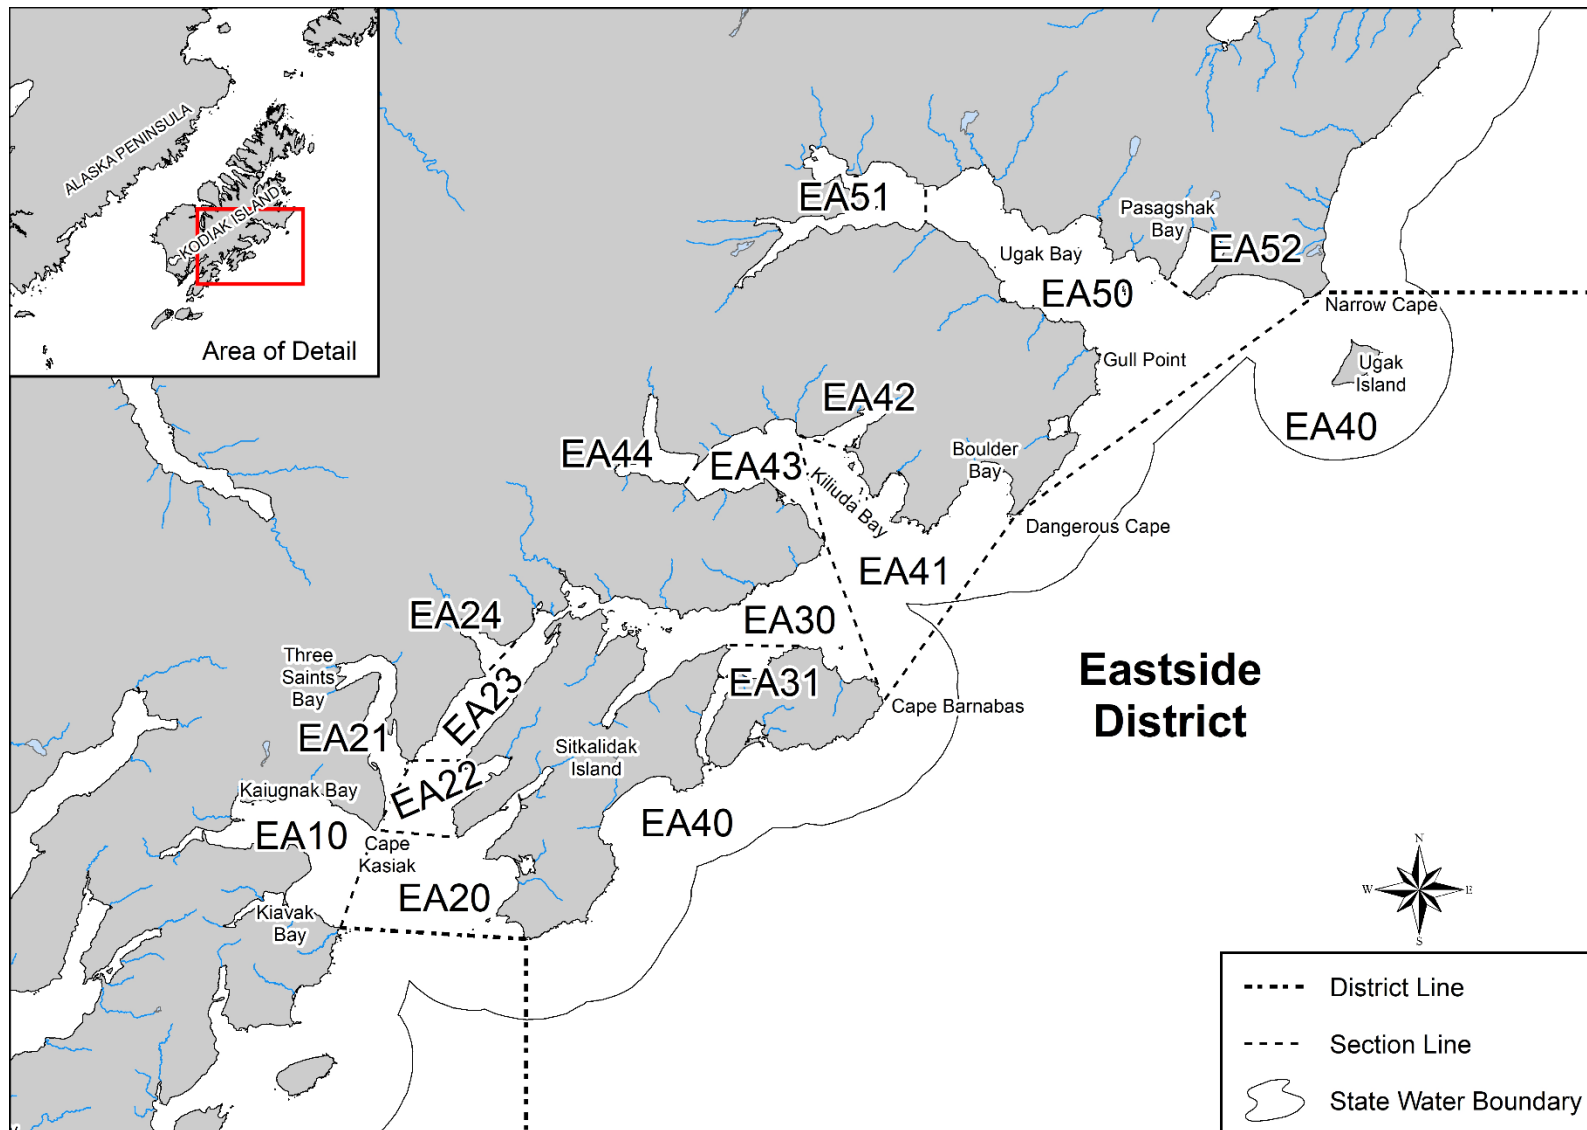 ALASKA PENINSULA
KODIAK ISLAND
Area of Detail
EA51
Pasagshak
Bay
EA52
Ugak Bay
EA50
Narrow Cape
Gull Point
Ugak
Island
EA40
EA42
EA44
EA43
Boulder
Bay
Kiliuda Bay
Dangerous Cape
EA41
EA24
EA30
Three
Saints
Bay
EA31
EA23
Cape Barnabas
Eastside
District
EA21
Sitkalidak
Island
EA22
Kaiugnak Bay
EA10
EA40
Cape
Kasiak
EA20
Kiavak
Bay
N
W
E
S
District Line
Section Line
State Water Boundary